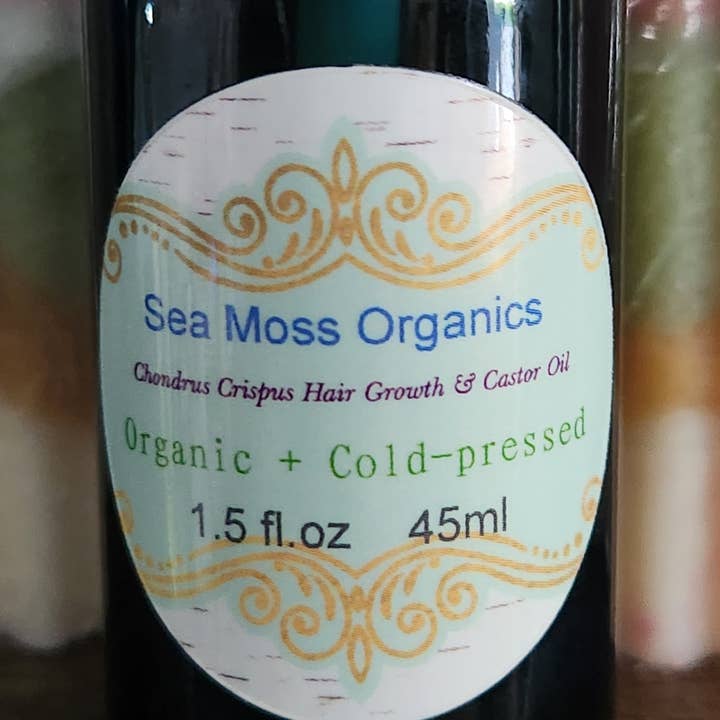 Sea Moss Organics
Chondrus Crispus Hair Growth & Castor Oil
Organic + Cold-pressed
1.5 fl.oz 45ml